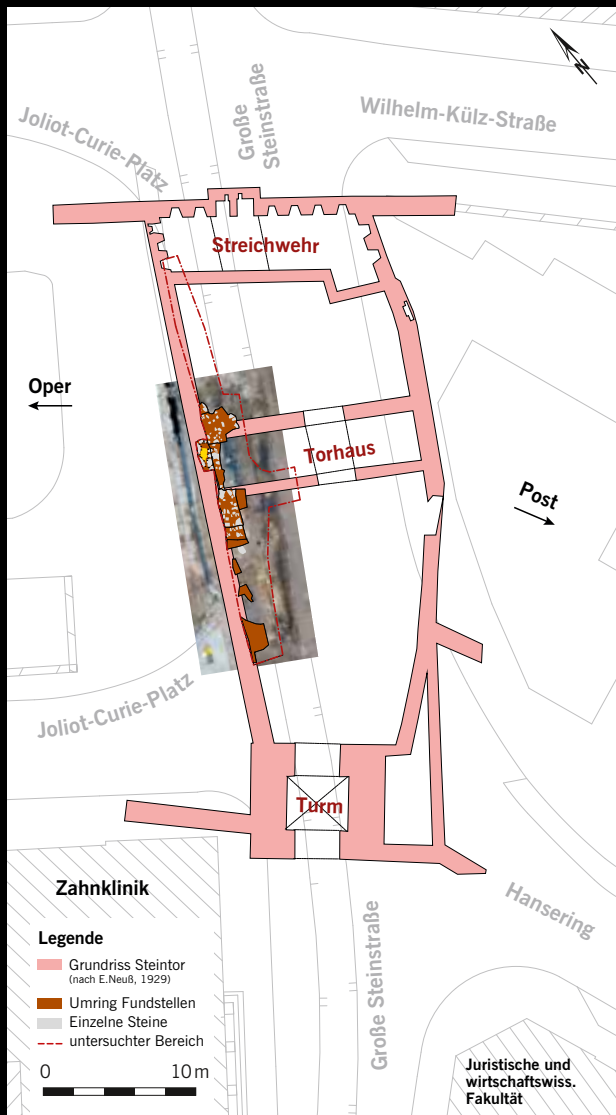 N
Joliot-Curie-Platz
Große
Steinstraße
Wilhelm-Külz-Straße
Streichwehr
Oper
Torhaus
Post
Joliot-Curie-Platz
Turm
Zahnklinik
Hansering
Große Steinstraße
Legende
Grundriss Steintor
(nach E.Neuß, 1929)
Umring Fundstellen
Einzelne Steine
untersuchter Bereich
0 10 m
Juristische und
wirtschaftswiss.
Fakultät